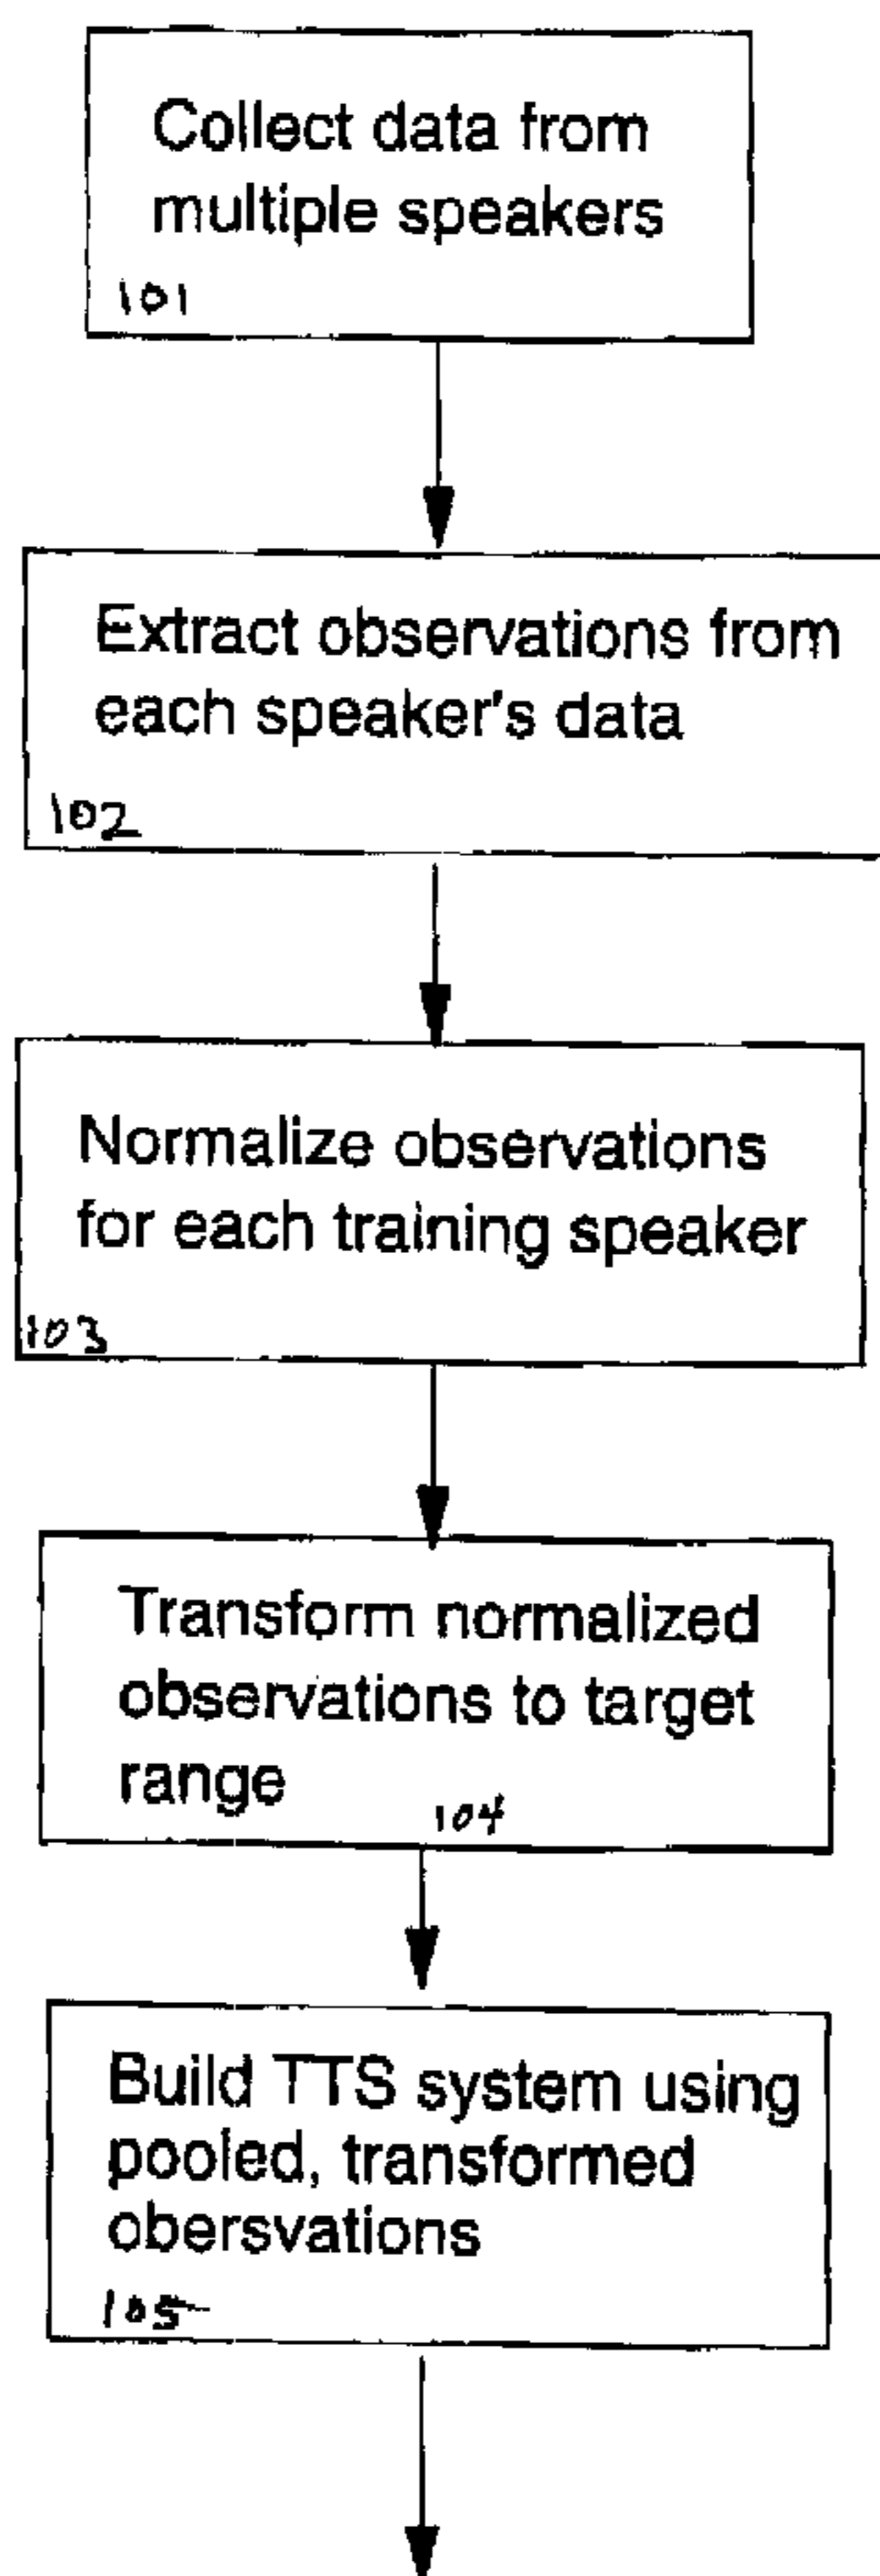 Collect data from
multiple speakers
101
Extract observations from
each speaker's data
102
Normalize observations
for each training speaker
103
Transform normalized
observations to target
range
104
Build TTS system using
pooled, transformed
obersvations
105